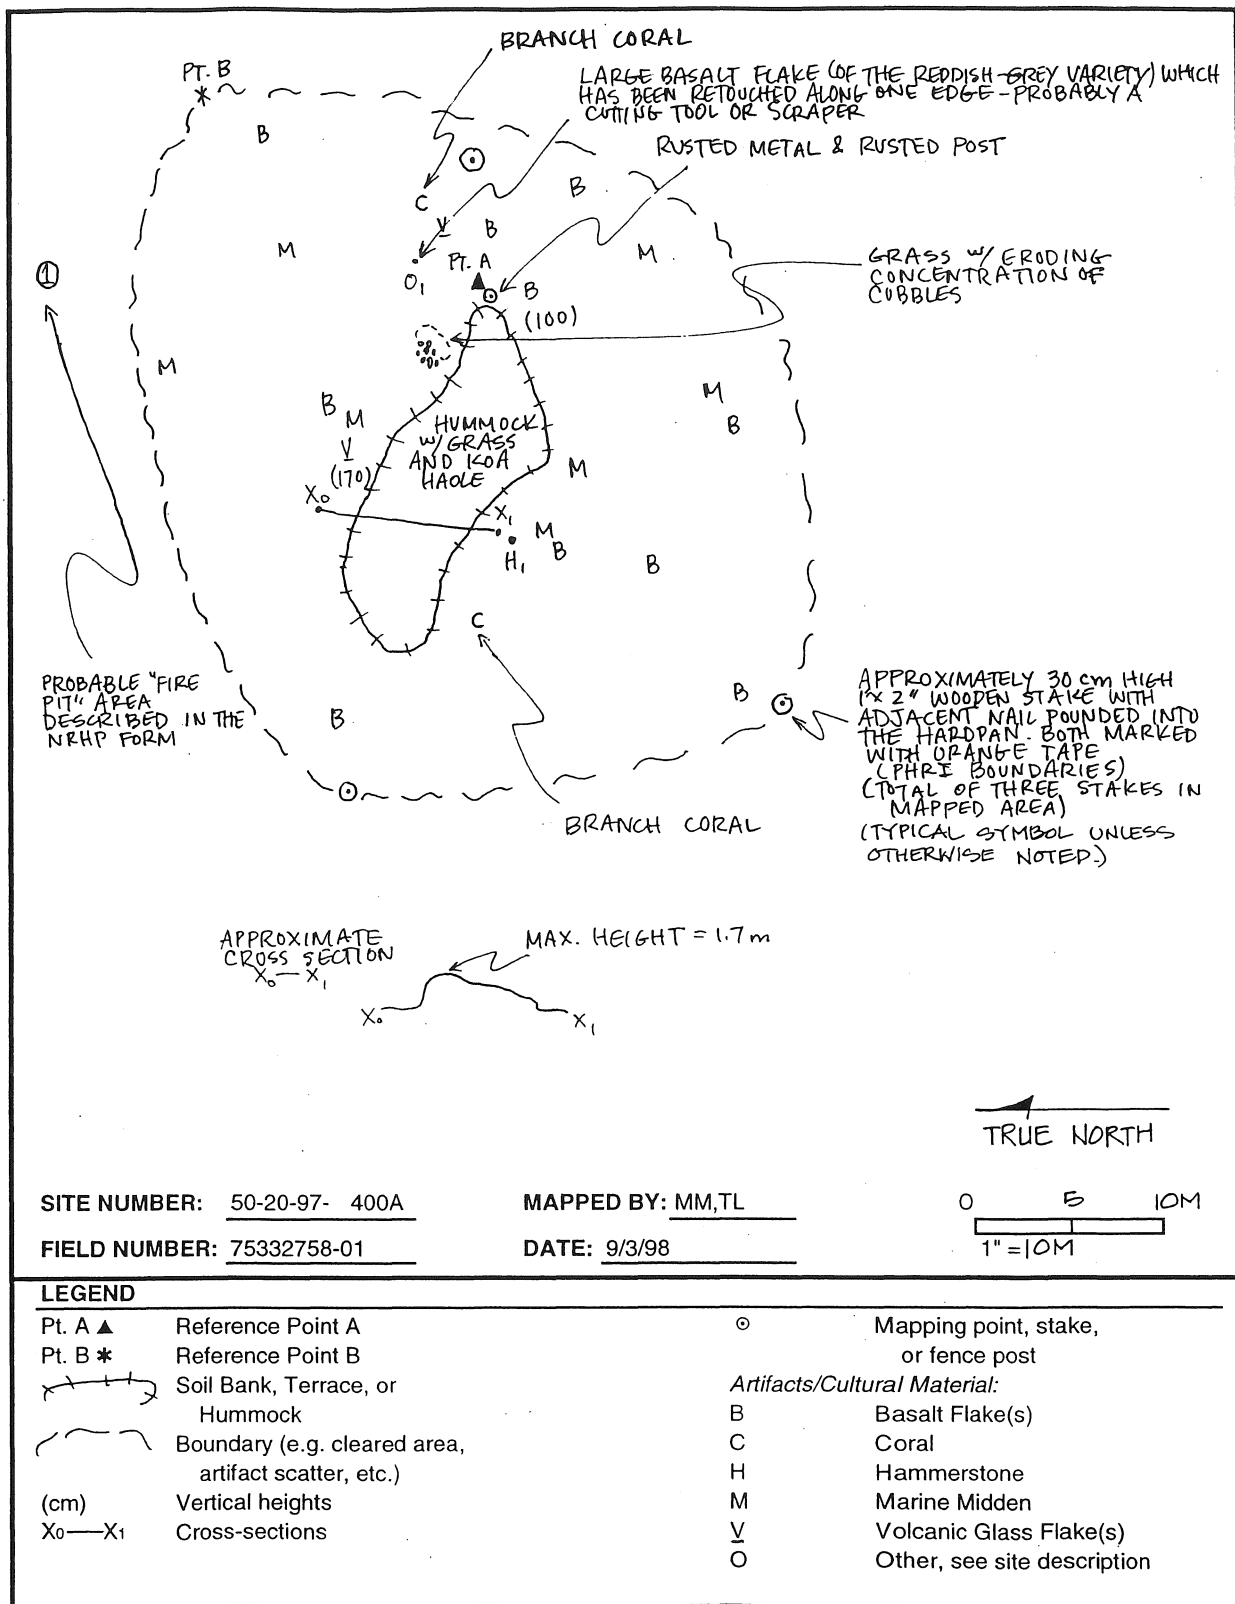 BRANCH CORAL
LARGE BASALT FLAKE (OF THE REDDISH-GREY VARIETY) WHICH
HAS BEEN RETOUCHED ALONG ONE EDGE-PROBABLY A
CUTTING TOOL OR SCRAPER
PT. B
B
RUSTED METAL & RUSTED POST
B
C
V
B
M
M
GRASS W/ ERODING
CONCENTRATION OF
COBBLES
1
PT. A
O1
B
(100)
M
M
B
B
M
HUMMOCK
W/ GRASS
AND KOA
HAOLE
V
(170)
M
X0
X1
M
B
H1
B
C
PROBABLE "FIRE
PIT" AREA
DESCRIBED IN THE
NRHP FORM
B
B
APPROXIMATELY 30 cm HIGH
1"x 2" WOODEN STAKE WITH
ADJACENT NAIL POUNDED INTO
THE HARDPAN. BOTH MARKED
WITH ORANGE TAPE
(PHRI BOUNDARIES)
(TOTAL OF THREE STAKES IN
MAPPED AREA)
(TYPICAL SYMBOL UNLESS
OTHERWISE NOTED.)
BRANCH CORAL
APPROXIMATE
CROSS SECTION
X0—X1
MAX. HEIGHT = 1.7m
X0
X1
TRUE NORTH
SITE NUMBER: 50-20-97- 400A
MAPPED BY: MM,TL
0 5 10M
FIELD NUMBER: 75332758-01
DATE: 9/3/98
1" = 10M
LEGEND
Pt. A ▲ Reference Point A
Pt. B * Reference Point B
Soil Bank, Terrace, or
Hummock
Boundary (e.g. cleared area,
artifact scatter, etc.)
(cm) Vertical heights
X0—X1 Cross-sections
Mapping point, stake,
or fence post
Artifacts/Cultural Material:
B Basalt Flake(s)
C Coral
H Hammerstone
M Marine Midden
V Volcanic Glass Flake(s)
O Other, see site description